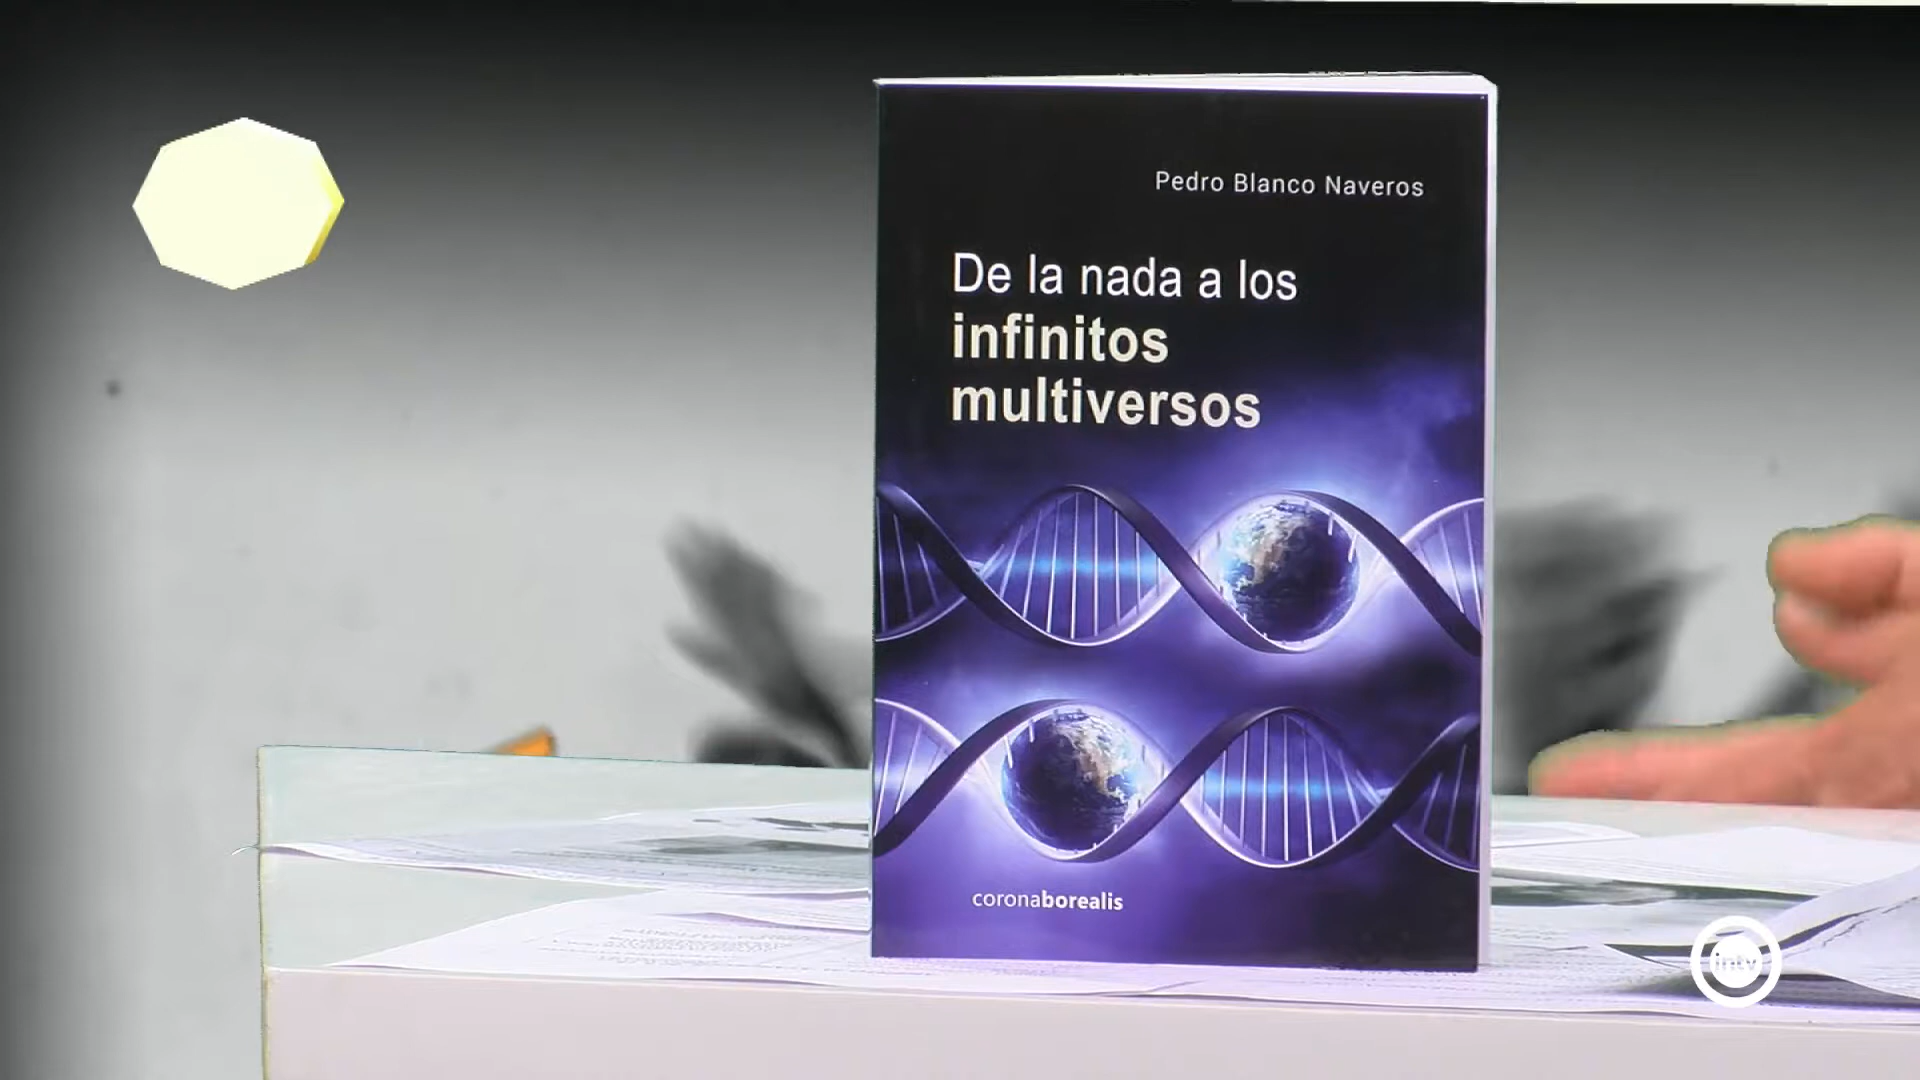 Pedro Blanco Naveros
De la nada a los
infinitos
multiversos
coronaborealis
intv